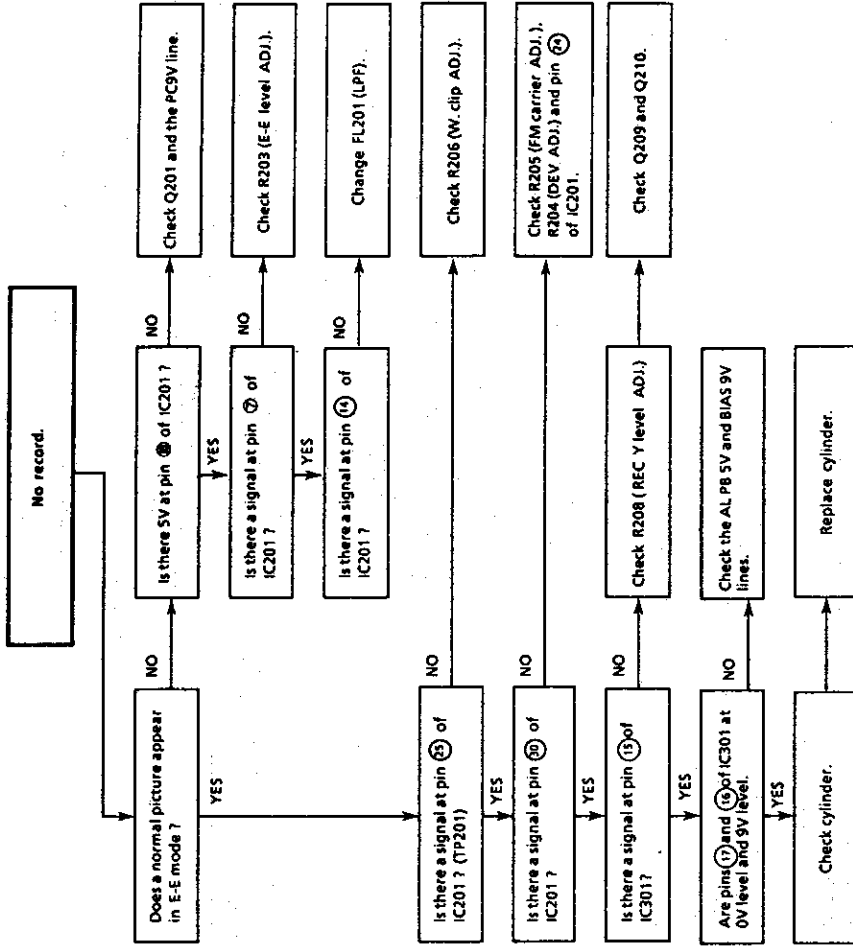 No record.
Does a normal picture appear
in E-E mode ?
NO
Is there 5V at pin of IC201 ?
NO
Check Q201 and the PC9V line.
YES
Is there a signal at pin ⑦ of
IC201 ?
NO
Check R203 (E-E level ADJ.).
YES
Is there a signal at pin ⑭ of
IC201 ?
NO
Change FL201 (LPF).
YES
Is there a signal at pin ㉕ of
IC201 ? (TP201)
NO
Check R206 (W. clip ADJ.).
YES
Is there a signal at pin ㉚ of
IC201 ?
NO
Check R205 (FM carrier ADJ.),
R204 (DEV ADJ.) and pin ㉔
of IC201.
YES
Is there a signal at pin ⑮ of
IC301?
NO
Check R208 (REC Y level ADJ.)
Check Q209 and Q210.
YES
Are pins ⑰ and ⑯ of IC301 at
0V level and 9V level.
NO
Check the AL PB 5V and BIAS 9V
lines.
YES
Check cylinder.
Replace cylinder.